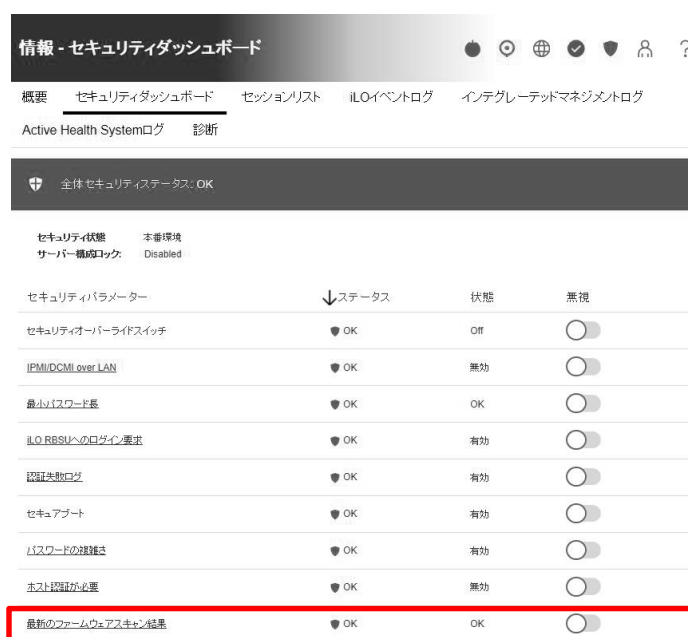 情報 - セキュリティダッシュボード
概要 セキュリティダッシュボード セッションリスト iLOイベントログ インテグレーテッドマネジメントログ
Active Health Systemログ 診断
全体セキュリティステータス: OK
セキュリティ状態 本番環境
サーバー構成ロック: Disabled
セキュリティパラメーター ↓ステータス 状態 無視
セキュリティオーバーライドスイッチ OK Off
IPMI/DCMI over LAN OK 無効
最小パスワード長 OK OK
iLO RBSUへのログイン要求 OK 有効
認証失敗ログ OK 有効
セキュアブート OK 有効
パスワードの複雑さ OK 有効
ホスト認証が必要 OK 無効
最新のファームウェアスキャン結果 OK OK